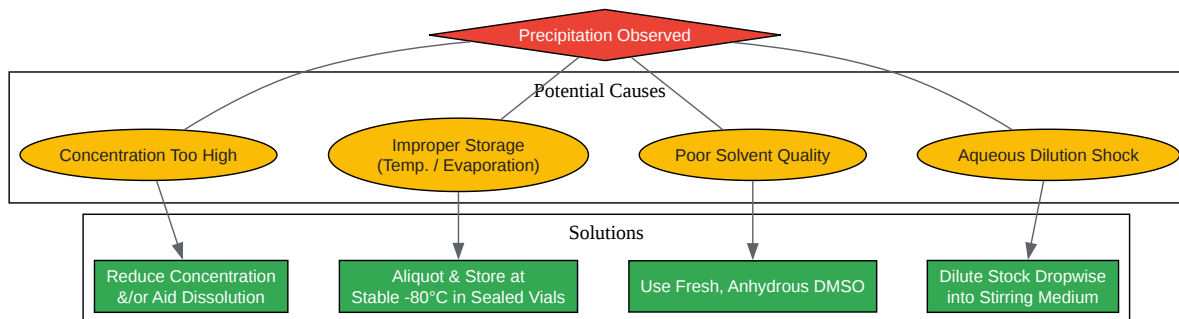 Precipitation Observed
Potential Causes
Concentration Too High
Improper Storage
(Temp. / Evaporation)
Poor Solvent Quality
Aqueous Dilution Shock
Solutions
Reduce Concentration
&/or Aid Dissolution
Aliquot & Store at
Stable -80°C in Sealed Vials
Use Fresh, Anhydrous DMSO
Dilute Stock Dropwise
into Stirring Medium